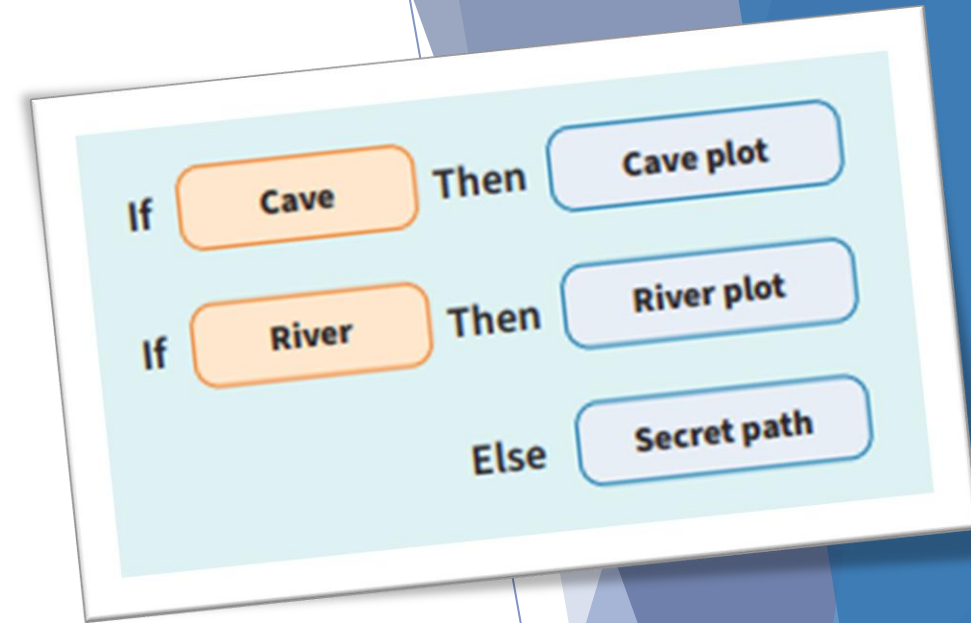 If Cave Then Cave plot
If River Then River plot
Else Secret path